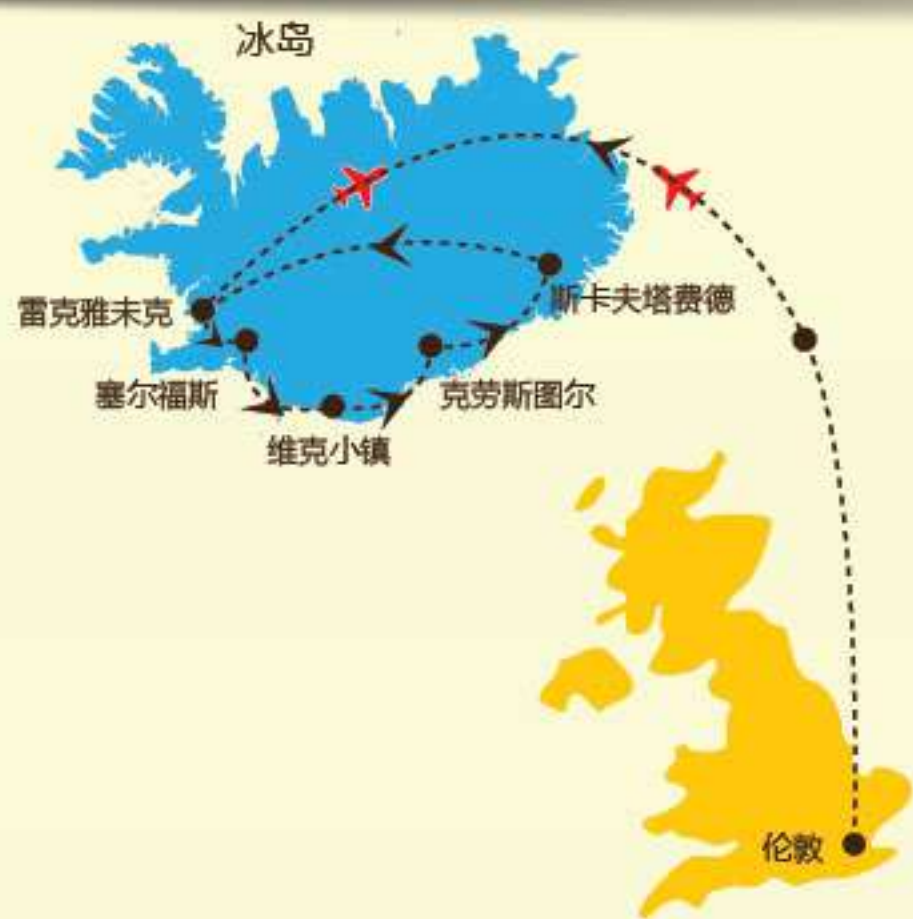 冰岛
雷克雅未克
斯卡夫塔费德
塞尔福斯
克劳斯图尔
维克小镇
伦敦